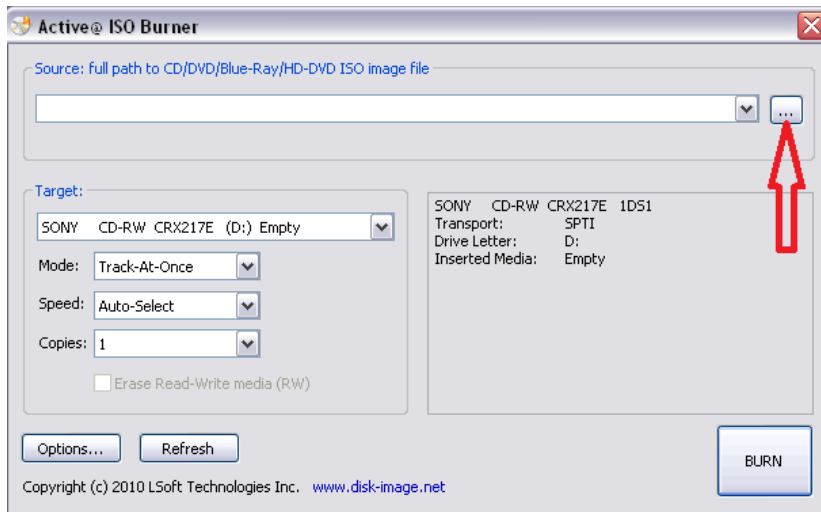 Active@ ISO Burner
Source: full path to CD/DVD/Blue-Ray/HD-DVD ISO image file
...
Target:
SONY CD-RW CRX217E (D:) Empty
Mode: Track-At-Once
Speed: Auto-Select
Copies: 1
Erase Read-Write media (RW)
SONY CD-RW CRX217E 1DS1
Transport: SPTI
Drive Letter: D:
Inserted Media: Empty
Options... Refresh
BURN
Copyright (c) 2010 LSoft Technologies Inc. www.disk-image.net